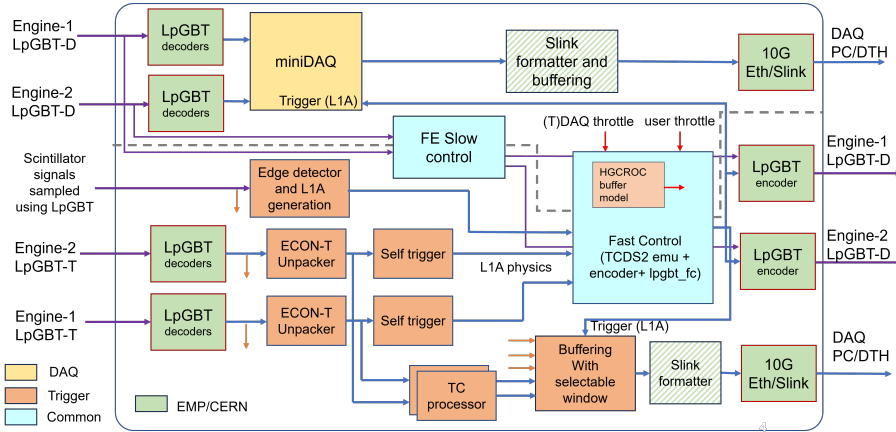 Engine-1
LpGBT-D
LpGBT
decoders
miniDAQ
Trigger (L1A)
Slink
formatter and
buffering
10G
Eth/Slink
DAQ
PC/DTH
Engine-2
LpGBT-D
LpGBT
decoders
FE Slow
control
(T)DAQ throttle
user throttle
Engine-1
LpGBT-D
LpGBT
encoder
Scintillator
signals
sampled
using LpGBT
Edge detector
and L1A
generation
HGCROC
buffer
model
Fast Control
(TCDS2 emu +
encoder+ lpgbt_fc)
Engine-2
LpGBT-D
LpGBT
encoder
Engine-2
LpGBT-T
LpGBT
decoders
ECON-T
Unpacker
Self trigger
L1A physics
Engine-1
LpGBT-T
LpGBT
decoders
ECON-T
Unpacker
Self trigger
Trigger (L1A)
TC
processor
Buffering
With
selectable
window
Slink
formatter
10G
Eth/Slink
DAQ
PC/DTH
DAQ
Trigger
Common
EMP/CERN
4